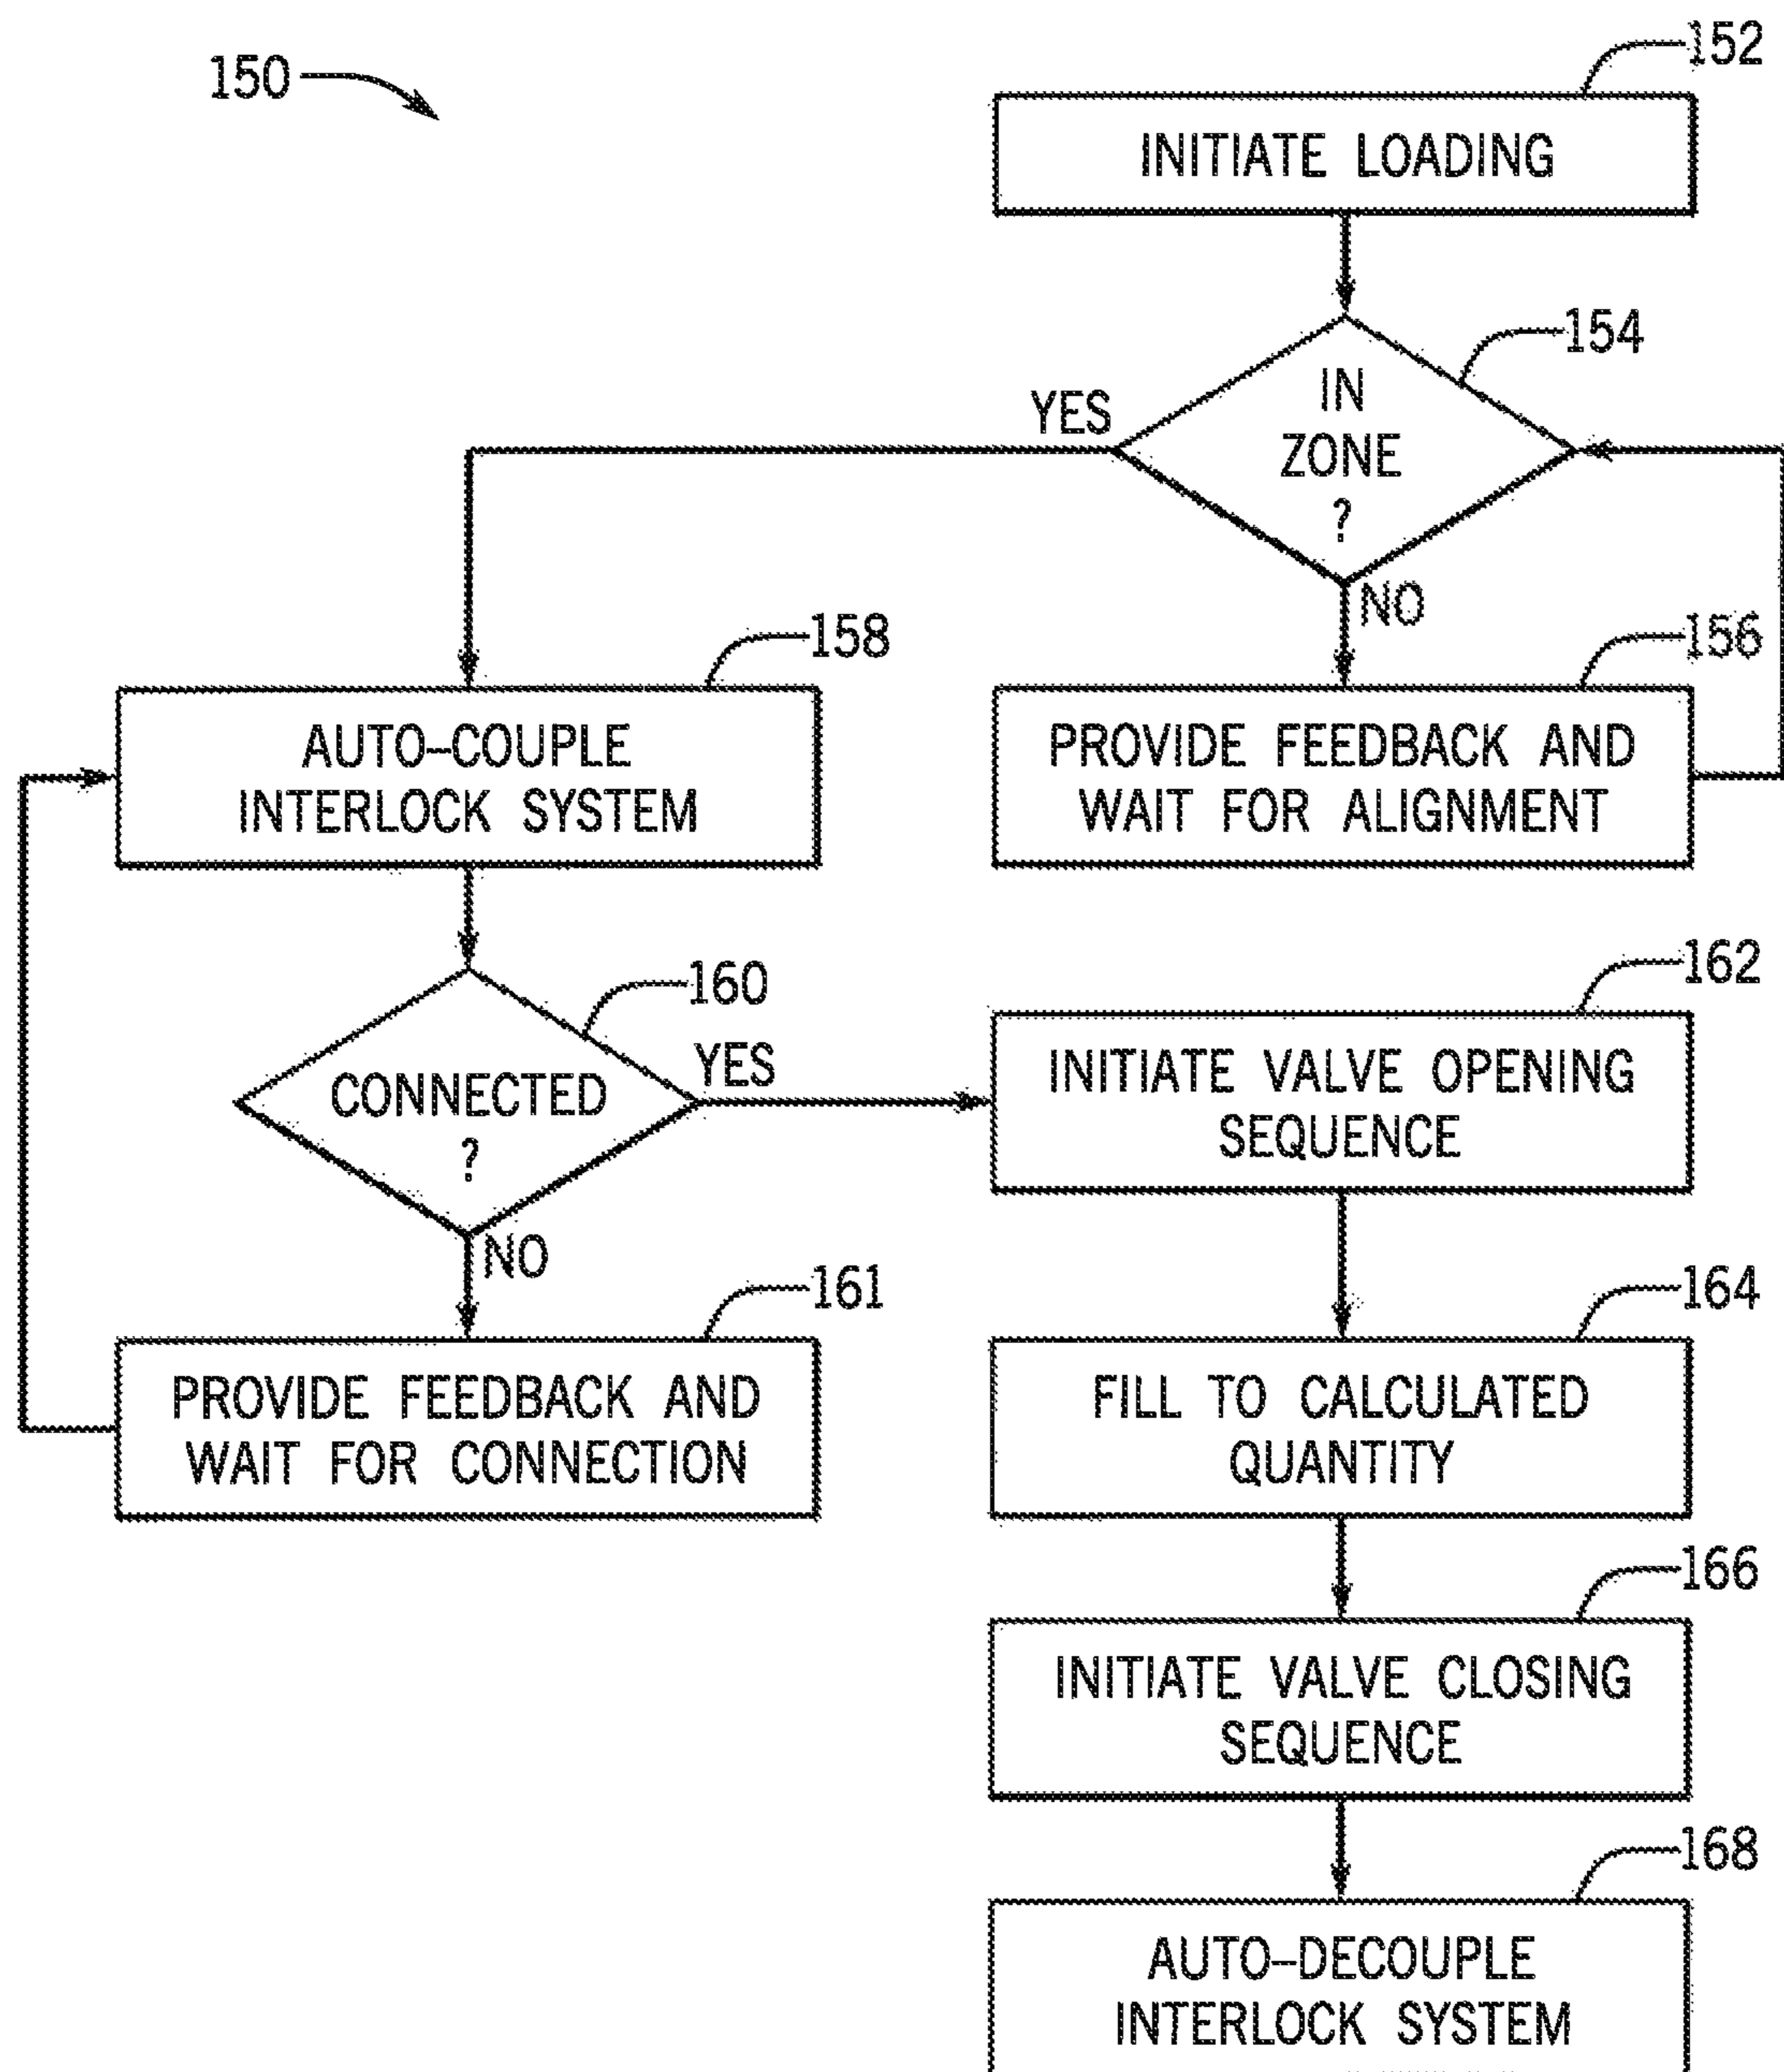 150
152
INITIATE LOADING
154
IN
ZONE
?
YES
NO
158
AUTO-COUPLE
INTERLOCK SYSTEM
156
PROVIDE FEEDBACK AND
WAIT FOR ALIGNMENT
160
CONNECTED
?
YES
NO
162
INITIATE VALVE OPENING
SEQUENCE
161
PROVIDE FEEDBACK AND
WAIT FOR CONNECTION
164
FILL TO CALCULATED
QUANTITY
166
INITIATE VALVE CLOSING
SEQUENCE
168
AUTO-DECOUPLE
INTERLOCK SYSTEM